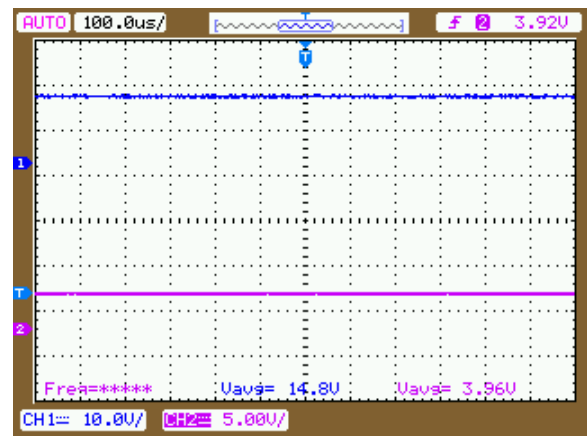 AUTO 100.0us/ T f 2 3.92V
T
1
T
2
Freq=***** Vavg= 14.8V Vavg= 3.96V
CH1= 10.0V/ CH2= 5.00V/